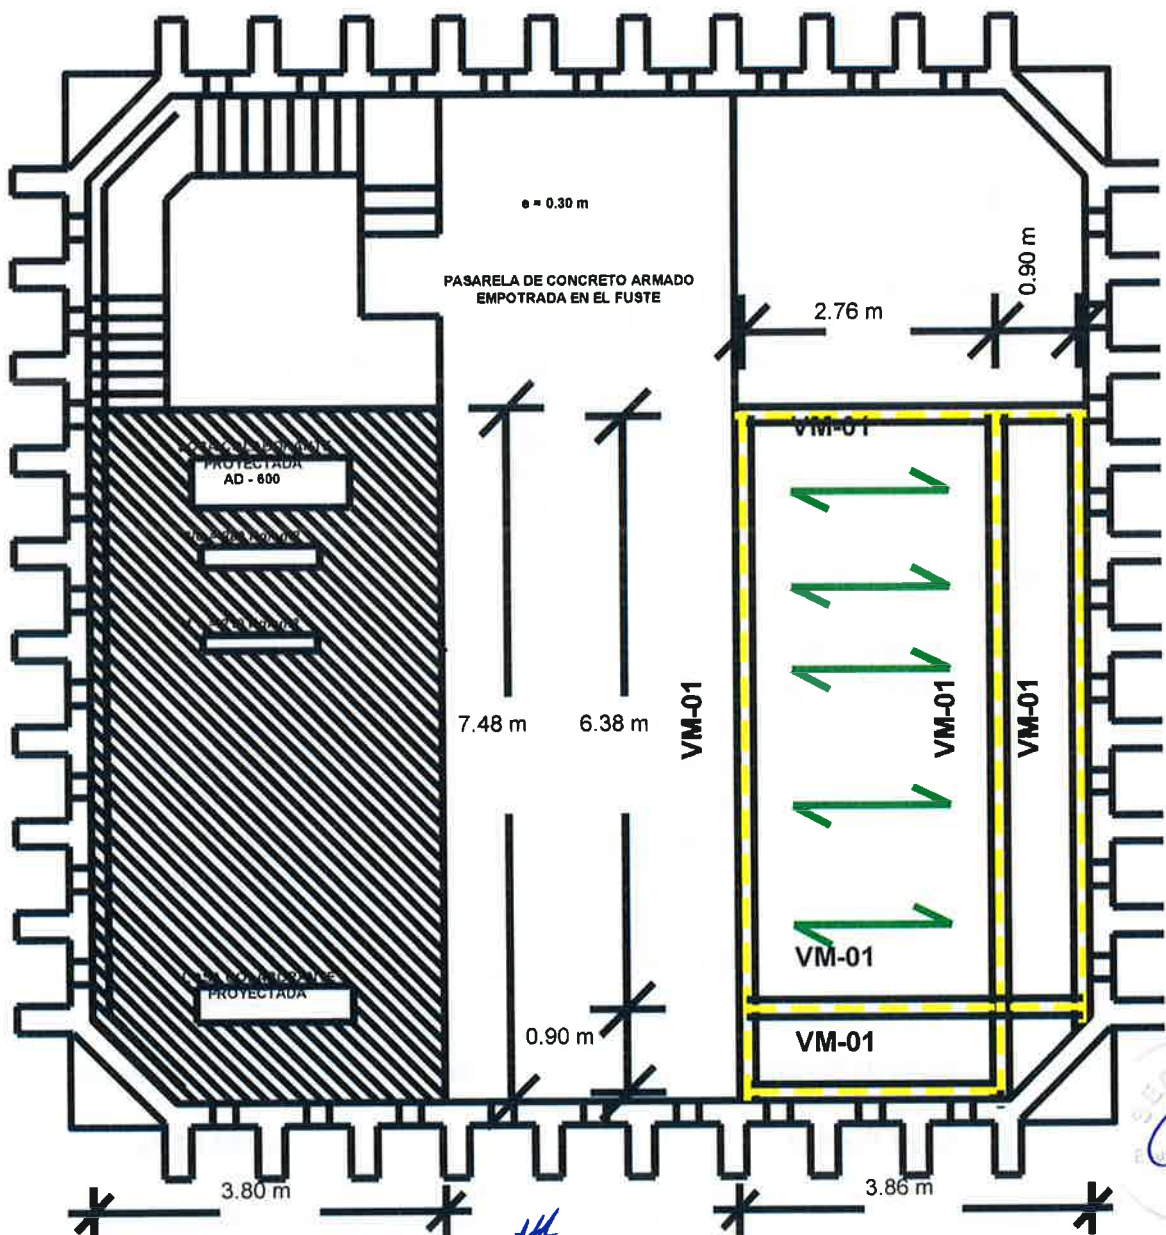 e = 0.30 m
PASARELA DE CONCRETO ARMADO
EMPOTRADA EN EL FUSTE
0.90 m
2.76 m
VM-01
PROYECTADA
AD - 600
7.48 m
6.38 m
VM-01
VM-01
VM-01
VM-01
PROYECTADA
0.90 m
VM-01
3.80 m
3.86 m